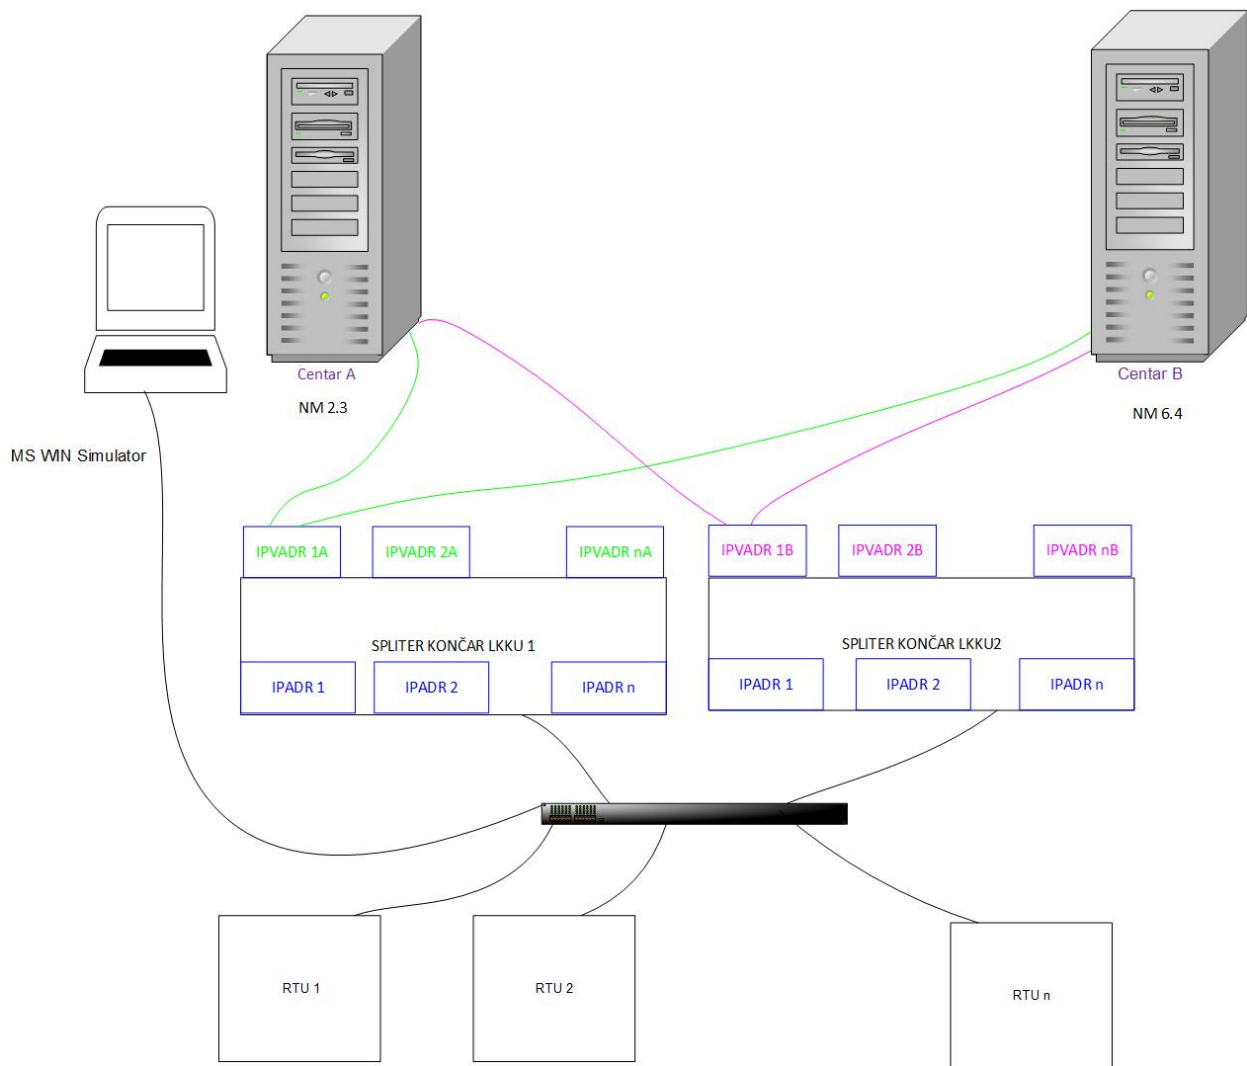 Centar A
NM 2.3
Centar B
NM 6.4
MS WIN Simulator
IPVADR 1A
IPVADR 2A
IPVADR nA
IPVADR 1B
IPVADR 2B
IPVADR nB
SPLITER KONČAR LKKU 1
SPLITER KONČAR LKKU2
IPADR 1
IPADR 2
IPADR n
IPADR 1
IPADR 2
IPADR n
RTU 1
RTU 2
RTU n